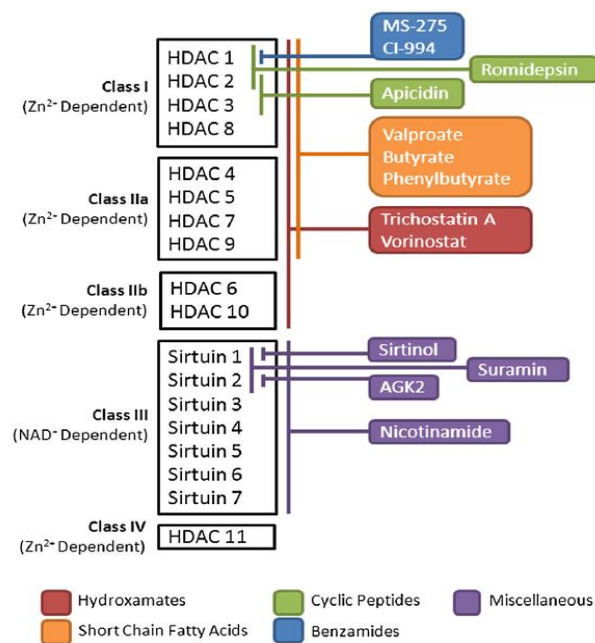 MS-275
CI-994
Romidepsin
Apicidin
Valproate
Butyrate
Phenylbutyrate
Trichostatin A
Vorinostat
Class I
(Zn²⁺ Dependent)
HDAC 1
HDAC 2
HDAC 3
HDAC 8
Class IIa
(Zn²⁺ Dependent)
HDAC 4
HDAC 5
HDAC 7
HDAC 9
Class IIb
(Zn²⁺ Dependent)
HDAC 6
HDAC 10
Class III
(NAD⁺ Dependent)
Sirtuin 1
Sirtuin 2
Sirtuin 3
Sirtuin 4
Sirtuin 5
Sirtuin 6
Sirtuin 7
Sirtinol
Suramin
AGK2
Nicotinamide
Class IV
(Zn²⁺ Dependent)
HDAC 11
Hydroxamates
Cyclic Peptides
Miscellaneous
Short Chain Fatty Acids
Benzamides